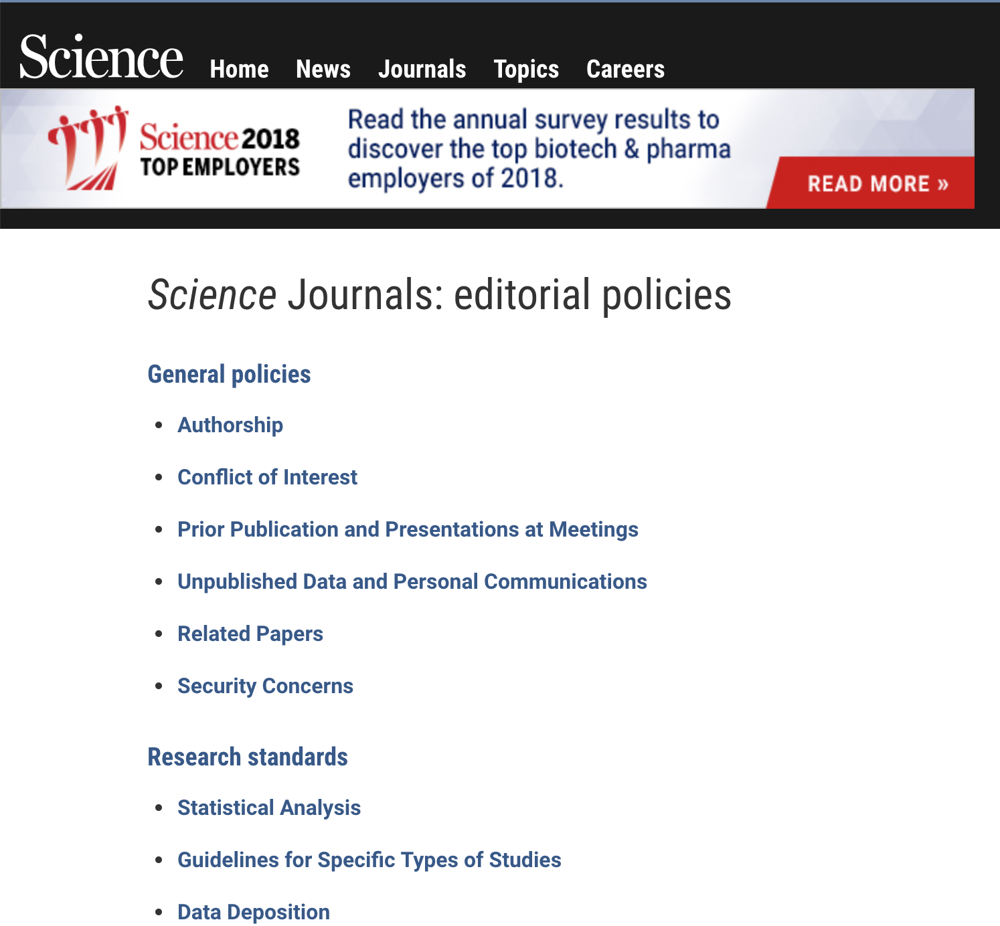 Science Home News Journals Topics Careers
Science 2018
TOP EMPLOYERS
Read the annual survey results to
discover the top biotech & pharma
employers of 2018.
READ MORE »
Science Journals: editorial policies
General policies
• Authorship
• Conflict of Interest
• Prior Publication and Presentations at Meetings
• Unpublished Data and Personal Communications
• Related Papers
• Security Concerns
Research standards
• Statistical Analysis
• Guidelines for Specific Types of Studies
• Data Deposition